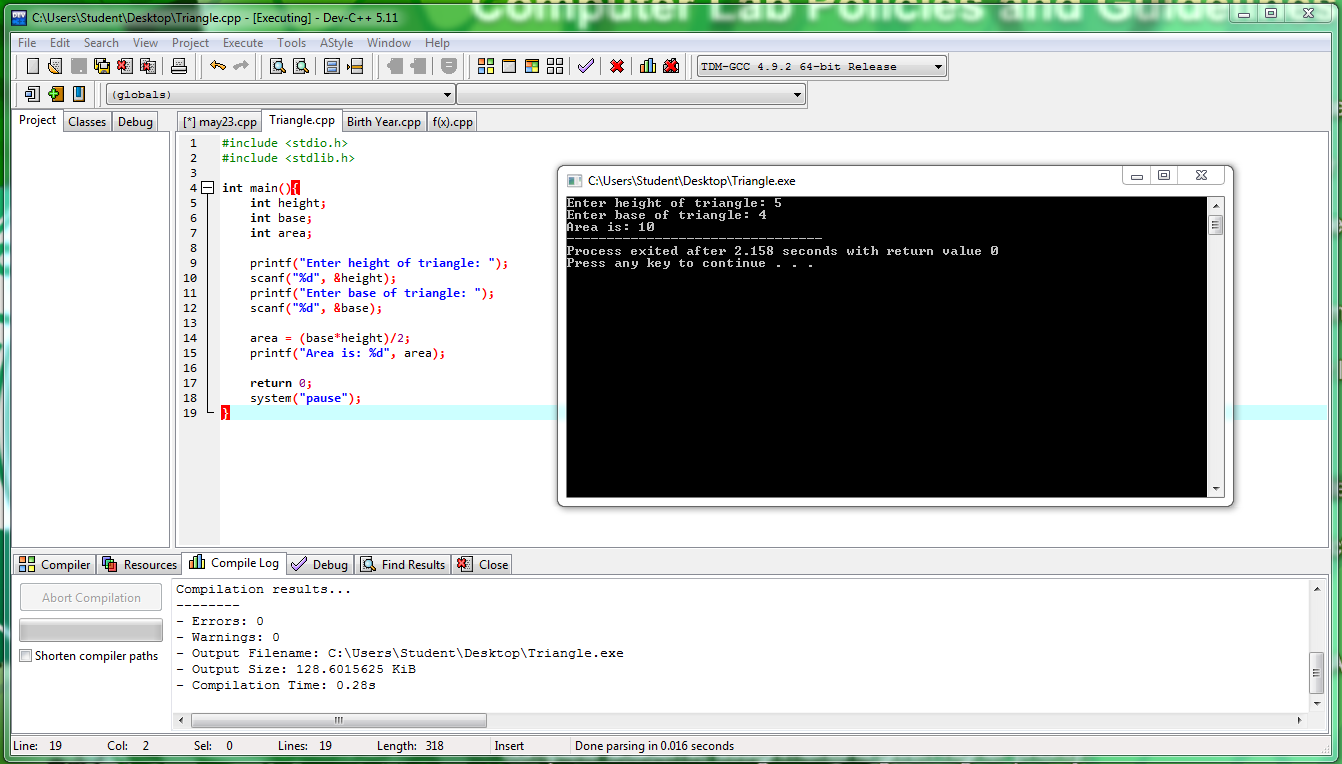 Computer Lab Policies and Guidelines
C:\Users\Student\Desktop\Triangle.cpp - [Executing] - Dev-C++ 5.11
File Edit Search View Project Execute Tools AStyle Window Help
TDM-GCC 4.9.2 64-bit Release
(globals)
Project Classes Debug [*] may23.cpp Triangle.cpp Birth Year.cpp f(x).cpp
1 #include <stdio.h>
2 #include <stdlib.h>
3
4 int main(){
5 int height;
6 int base;
7 int area;
8
9 printf("Enter height of triangle: ");
10 scanf("%d", &height);
11 printf("Enter base of triangle: ");
12 scanf("%d", &base);
13
14 area = (base*height)/2;
15 printf("Area is: %d", area);
16
17 return 0;
18 system("pause");
19 }
C:\Users\Student\Desktop\Triangle.exe
Enter height of triangle: 5
Enter base of triangle: 4
Area is: 10
--------------------------------
Process exited after 2.158 seconds with return value 0
Press any key to continue . . .
Compiler Resources Compile Log Debug Find Results Close
Abort Compilation
Shorten compiler paths
Compilation results...
--------
- Errors: 0
- Warnings: 0
- Output Filename: C:\Users\Student\Desktop\Triangle.exe
- Output Size: 128.6015625 KiB
- Compilation Time: 0.28s
Line: 19 Col: 2 Sel: 0 Lines: 19 Length: 318 Insert Done parsing in 0.016 seconds